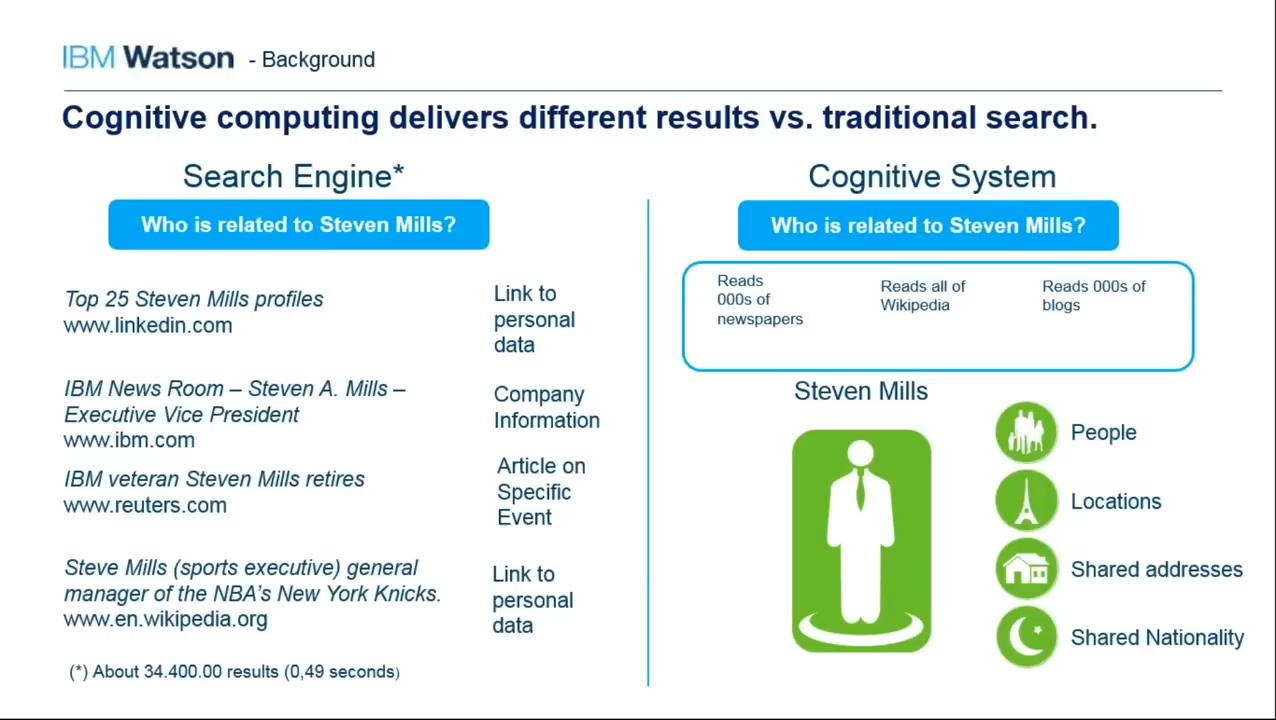 IBM Watson - Background
Cognitive computing delivers different results vs. traditional search.
Search Engine*
Who is related to Steven Mills?
Top 25 Steven Mills profiles
www.linkedin.com
Link to
personal
data
IBM News Room – Steven A. Mills –
Executive Vice President
www.ibm.com
Company
Information
IBM veteran Steven Mills retires
www.reuters.com
Article on
Specific
Event
Steve Mills (sports executive) general
manager of the NBA's New York Knicks.
www.en.wikipedia.org
Link to
personal
data
(*) About 34.400.00 results (0,49 seconds)
Cognitive System
Who is related to Steven Mills?
Reads
000s of
newspapers
Reads all of
Wikipedia
Reads 000s of
blogs
Steven Mills
People
Locations
Shared addresses
Shared Nationality